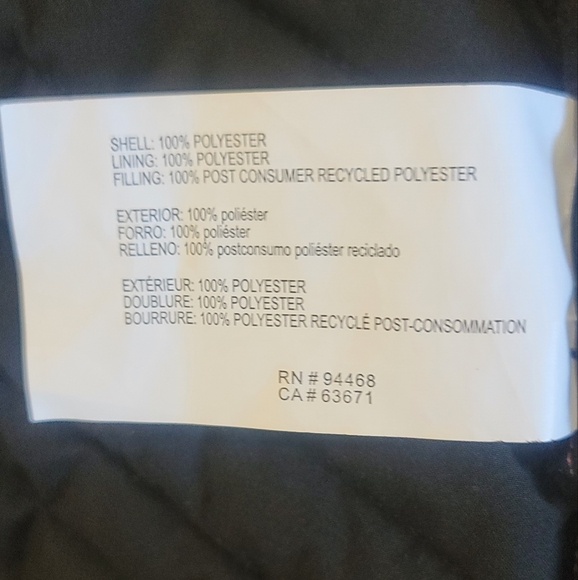 SHELL: 100% POLYESTER
LINING: 100% POLYESTER
FILLING: 100% POST CONSUMER RECYCLED POLYESTER
EXTERIOR: 100% poliéster
FORRO: 100% poliéster
RELLENO: 100% postconsumo poliéster reciclado
EXTÉRIEUR: 100% POLYESTER
DOUBLURE: 100% POLYESTER
BOURRURE: 100% POLYESTER RECYCLÉ POST-CONSOMMATION
RN # 94468
CA # 63671